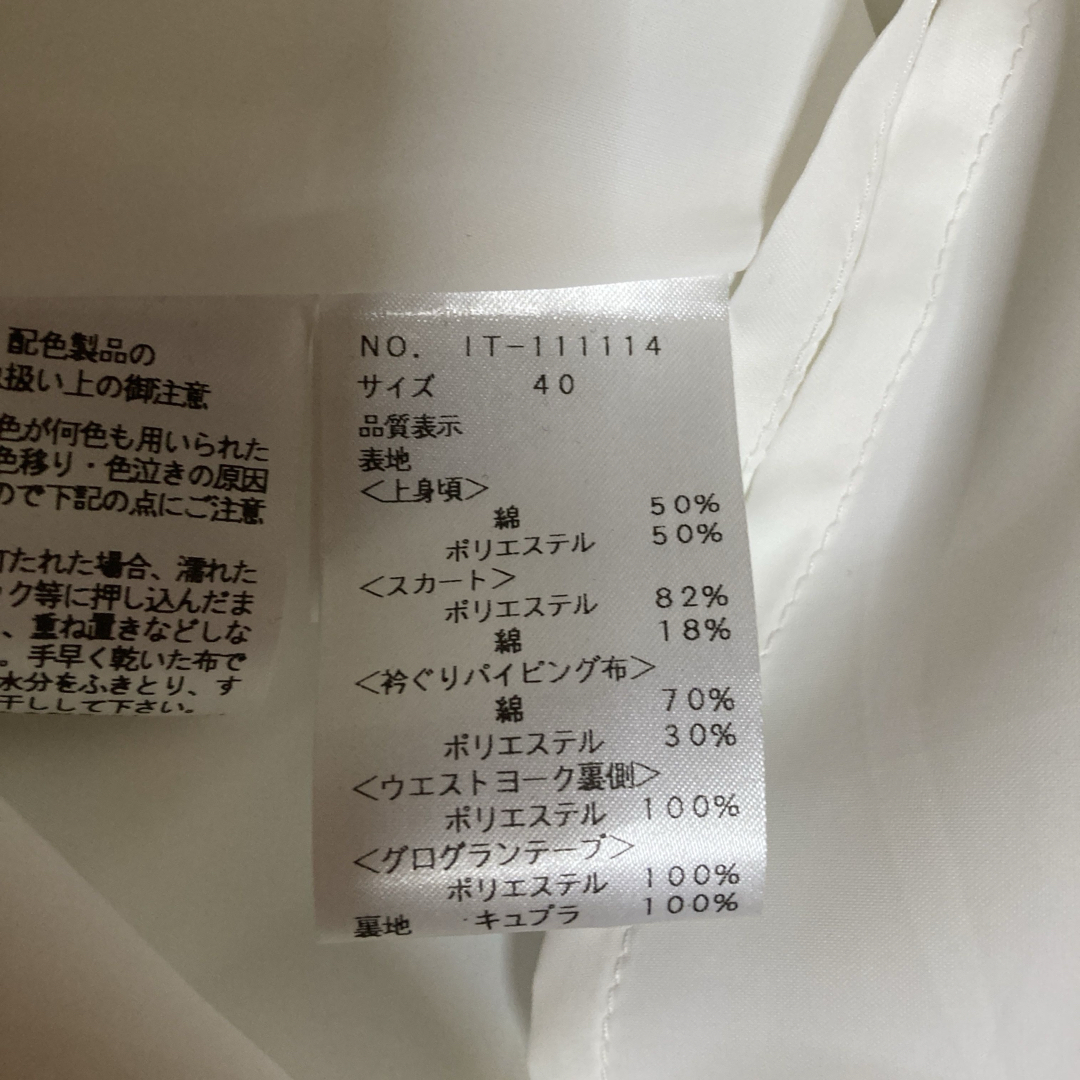 配色製品の
扱い上の御注意
色が何色も用いられた
色移り・色泣きの原因
ので下記の点にご注意
打たれた場合、濡れた
ック等に押し込んだま
、重ね置きなどしな
。手早く乾いた布で
水分をふきとり、す
干しして下さい。
NO. IT-111114
サイズ 40
品質表示
表地
<上身頃>
綿 50%
ポリエステル 50%
<スカート>
ポリエステル 82%
綿 18%
<衿ぐりパイピング布>
綿 70%
ポリエステル 30%
<ウエストヨーク裏側>
ポリエステル 100%
<グログランテープ>
ポリエステル 100%
裏地 キュプラ 100%